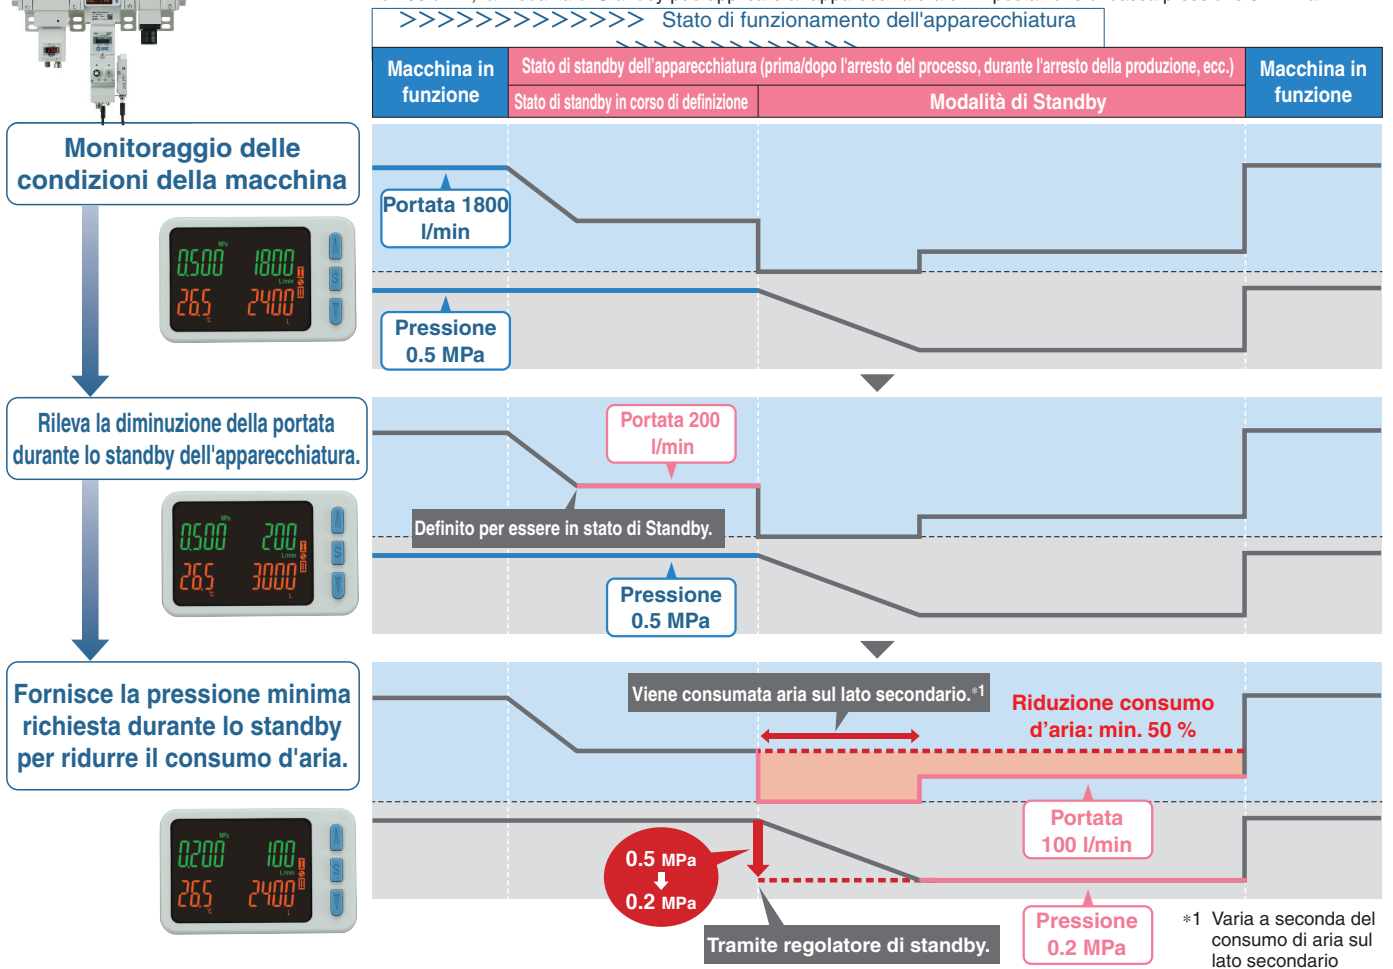 >>>>>>>>>>>>> Stato di funzionamento dell'apparecchiatura
>>>>>>>>>>>>>
Macchina in
funzione
Stato di standby dell'apparecchiatura (prima/dopo l'arresto del processo, durante l'arresto della produzione, ecc.)
Stato di standby in corso di definizione
Modalità di Standby
Macchina in
funzione
Monitoraggio delle
condizioni della macchina
Portata 1800
l/min
Pressione
0.5 MPa
MPa
0.500 1800
L/min
26.5 2400
°C L
S
Rileva la diminuzione della portata
durante lo standby dell'apparecchiatura.
Portata 200
l/min
Definito per essere in stato di Standby.
Pressione
0.5 MPa
MPa
0.500 200
L/min
26.5 3000
°C L
S
Fornisce la pressione minima
richiesta durante lo standby
per ridurre il consumo d'aria.
Viene consumata aria sul lato secondario.*1
Riduzione consumo
d'aria: min. 50 %
Portata
100 l/min
0.5 MPa
0.2 MPa
Tramite regolatore di standby.
Pressione
0.2 MPa
MPa
0.200 100
L/min
26.5 2400
°C L
S
*1 Varia a seconda del
consumo di aria sul
lato secondario